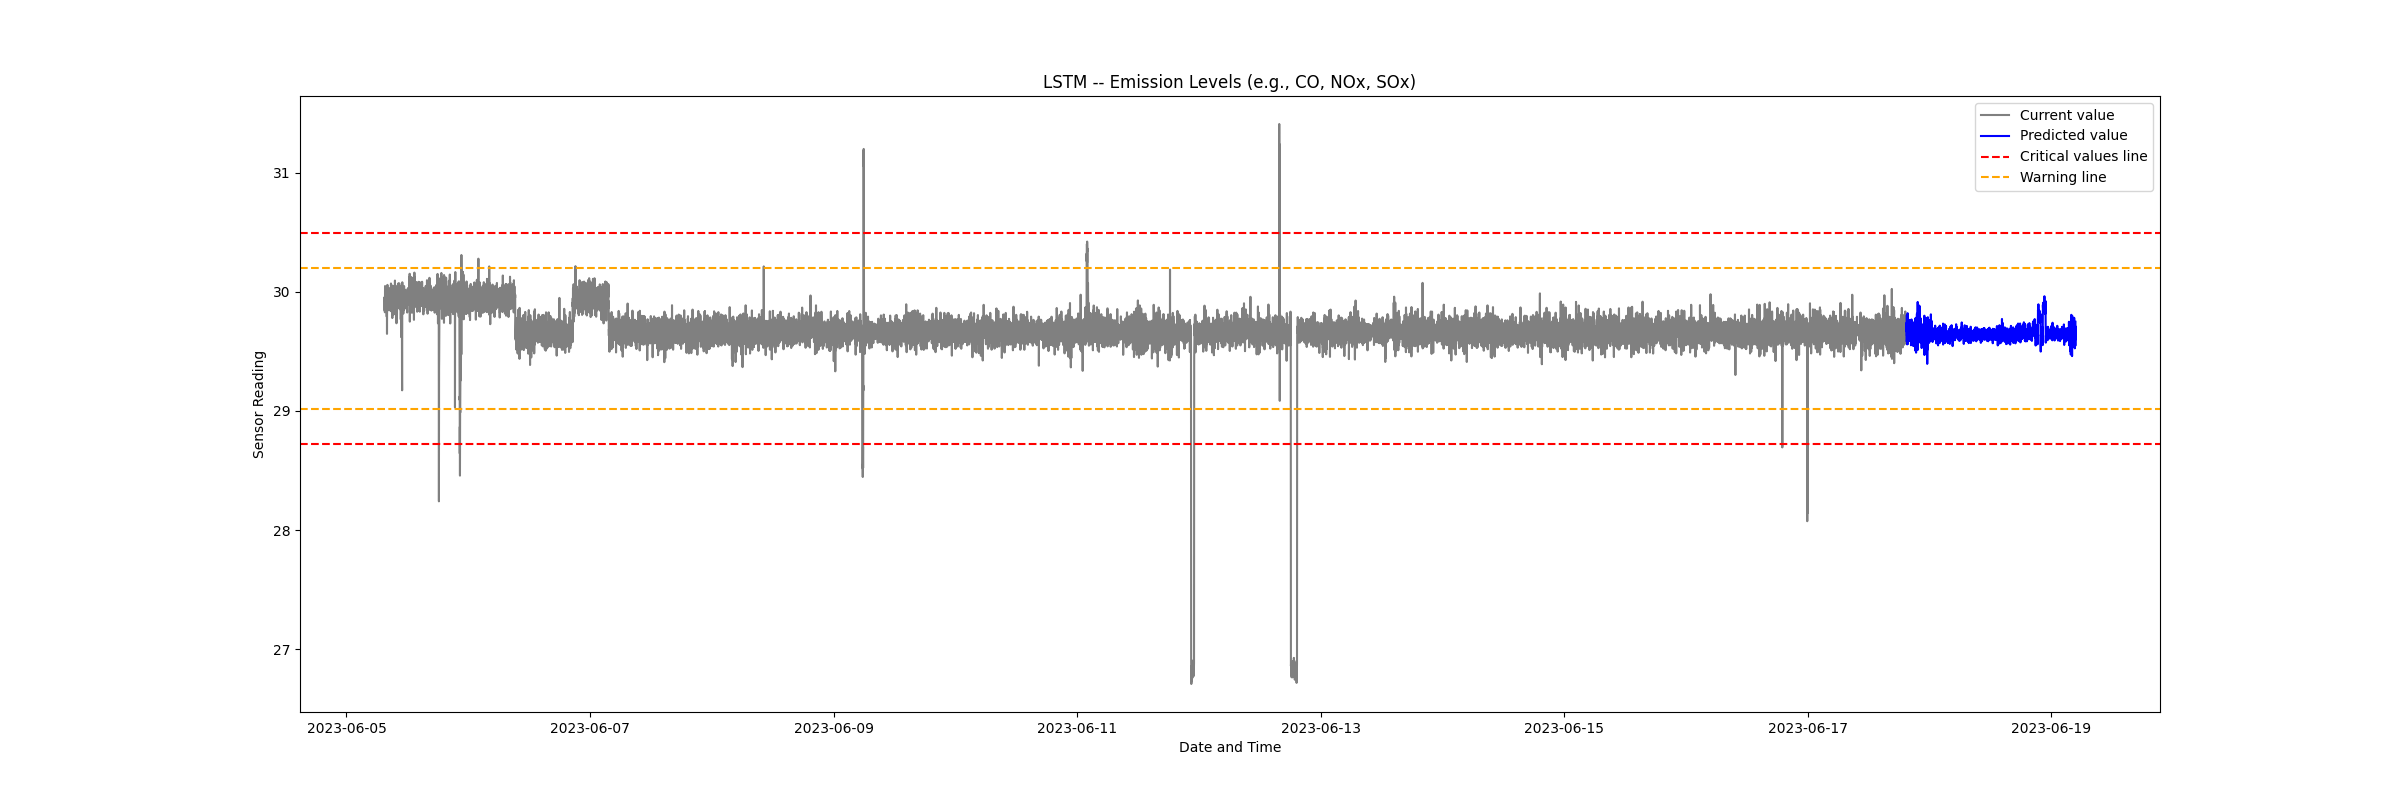 LSTM -- Emission Levels (e.g., CO, NOx, SOx)
Current value
Predicted value
Critical values line
Warning line
31
30
29
28
27
Sensor Reading
2023-06-05
2023-06-07
2023-06-09
2023-06-11
2023-06-13
2023-06-15
2023-06-17
2023-06-19
Date and Time